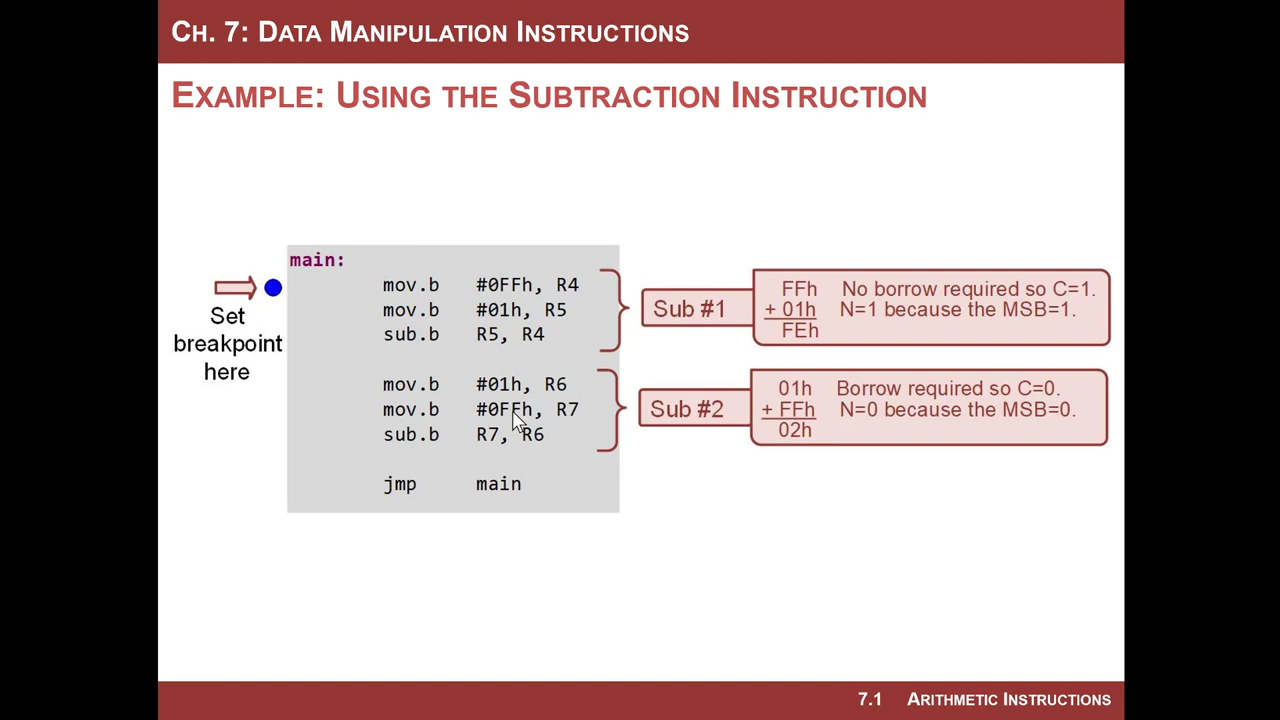 CH. 7: DATA MANIPULATION INSTRUCTIONS
EXAMPLE: USING THE SUBTRACTION INSTRUCTION
Set
breakpoint
here
main:
mov.b #0FFh, R4
mov.b #01h, R5
sub.b R5, R4
mov.b #01h, R6
mov.b #0FFh, R7
sub.b R7, R6
jmp main
Sub #1
FFh No borrow required so C=1.
+ 01h N=1 because the MSB=1.
FEh
Sub #2
01h Borrow required so C=0.
+ FFh N=0 because the MSB=0.
02h
7.1 ARITHMETIC INSTRUCTIONS